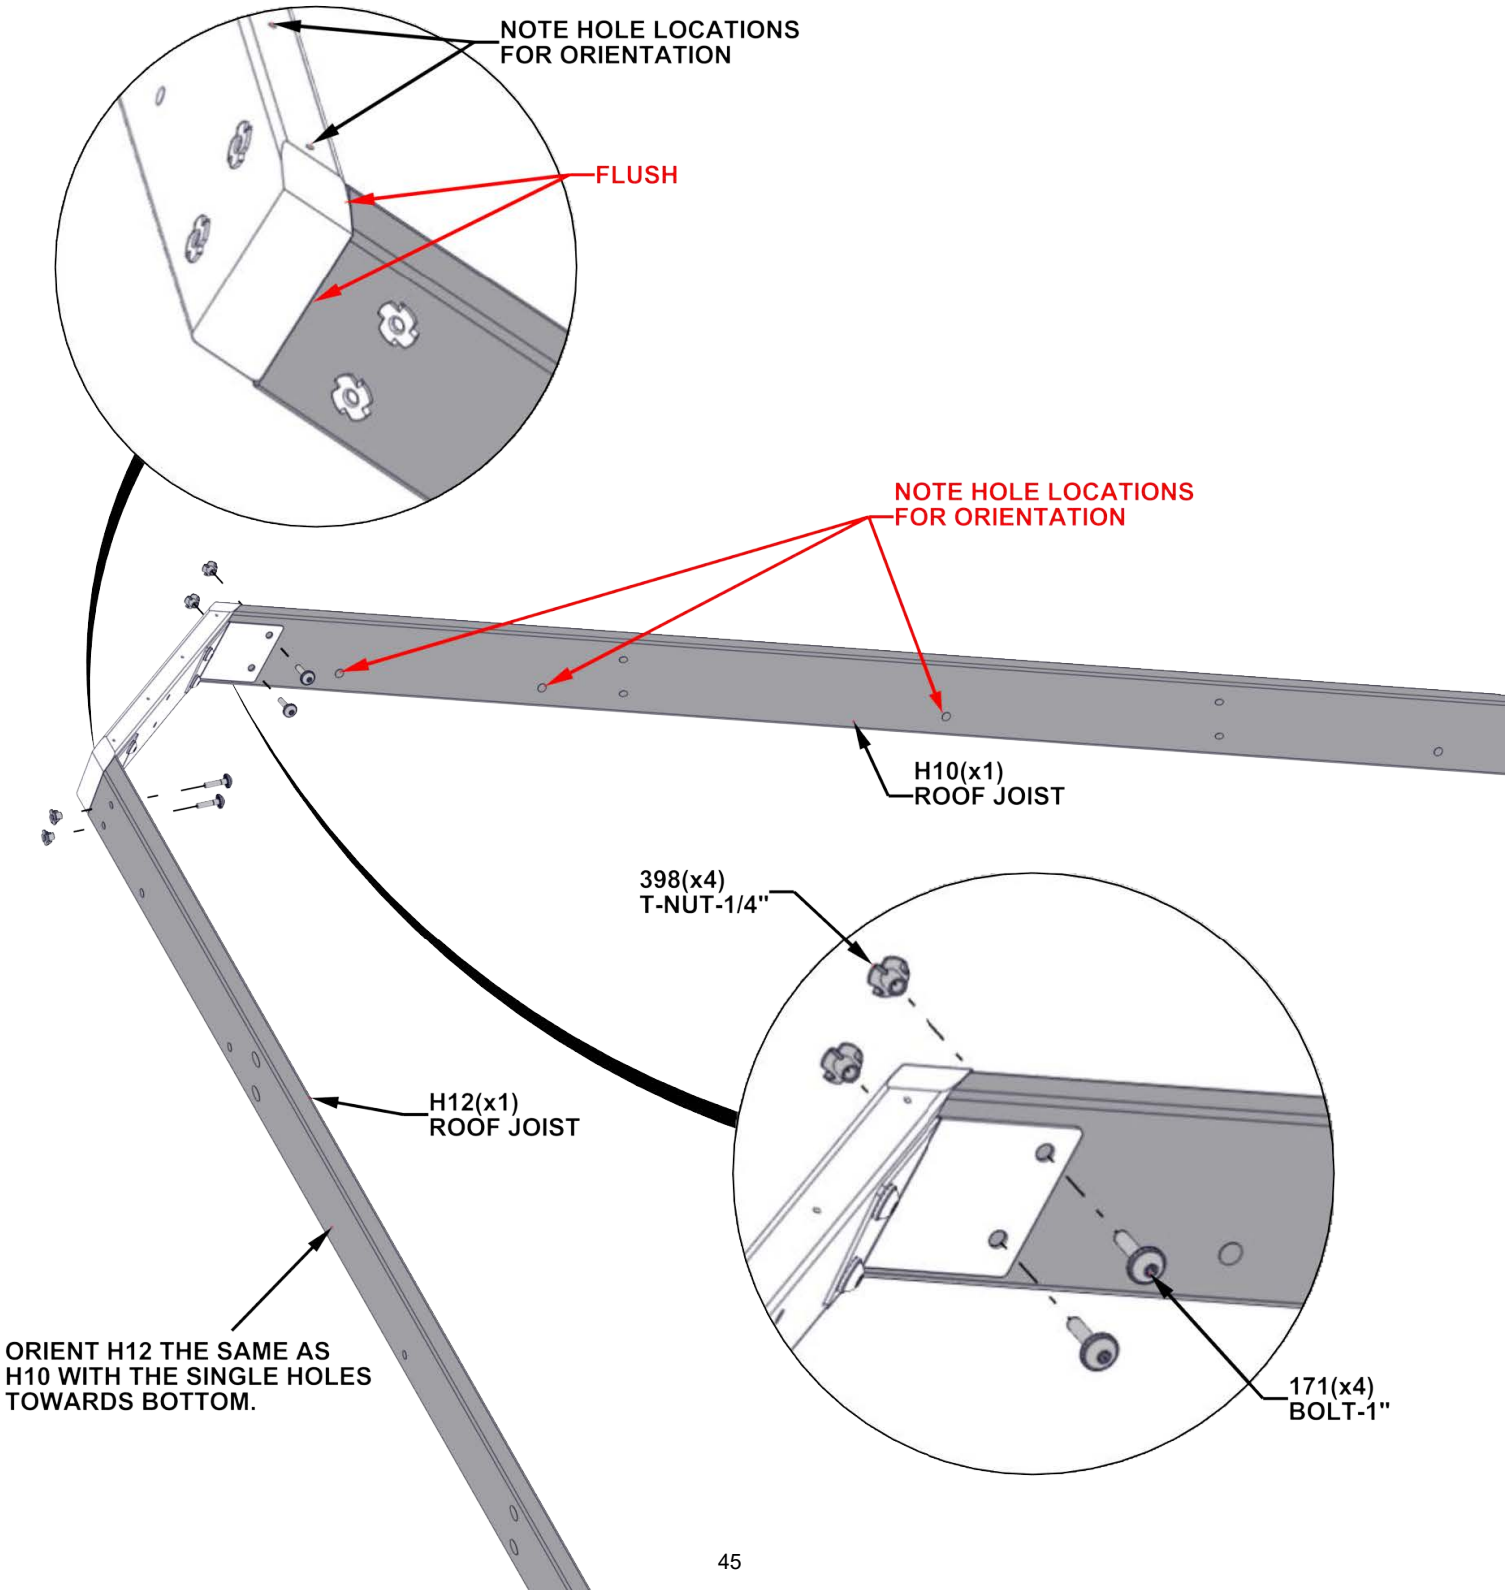 NOTE HOLE LOCATIONS
FOR ORIENTATION
FLUSH
NOTE HOLE LOCATIONS
FOR ORIENTATION
H10(x1)
ROOF JOIST
398(x4)
T-NUT-1/4"
H12(x1)
ROOF JOIST
ORIENT H12 THE SAME AS
H10 WITH THE SINGLE HOLES
TOWARDS BOTTOM.
171(x4)
BOLT-1"
45